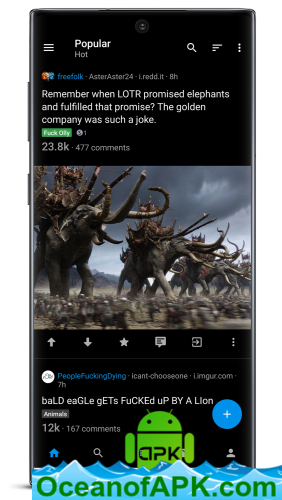 Popular
Hot
freefolk · AsterAster24 · i.redd.it · 8h
Remember when LOTR promised elephants
and fulfilled that promise? The golden
company was such a joke.
Fuck Olly 1
23.8k · 477 comments
PeopleFuckingDying · icant-chooseone · i.imgur.com ·
7h
baLD eaGLe gETs FuCKEd uP BY A LIon
Animals
12k · 167 comments
APK
OceanofAPK.com